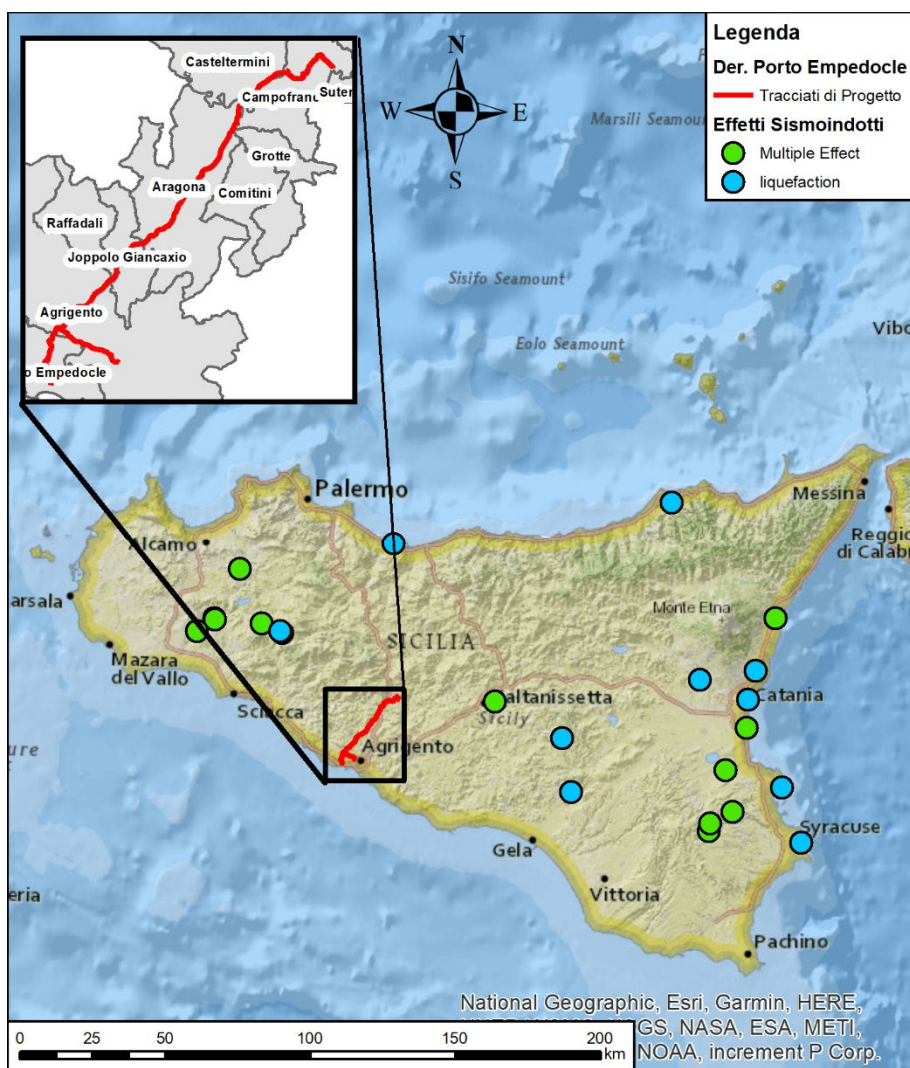 Legenda
Der. Porto Empedocle
Tracciati di Progetto
Effetti Sismoindotti
Multiple Effect
liquefaction
N
W E
S
Casteltermini
Campofranc
Suter
Grotte
Comitini
Aragona
Raffadali
Joppolo Giancaxio
Agrigento
o Empedocle
Marsili Seamou
Sisifo Seamount
Eolo Seamount
Vibo
Palermo
Messina
Reggio
di Calabr
Alcamo
arsala
Mazara
del Vallo
Sciacca
SICILIA
Monte Etna
altanissetta
Sicily
Catania
Agrigento
Gela
Syracuse
Vittoria
Pachino
ure
eria
National Geographic, Esri, Garmin, HERE,
GS, NASA, ESA, METI,
NOAA, increment P Corp.
0 25 50 100 150 200
km